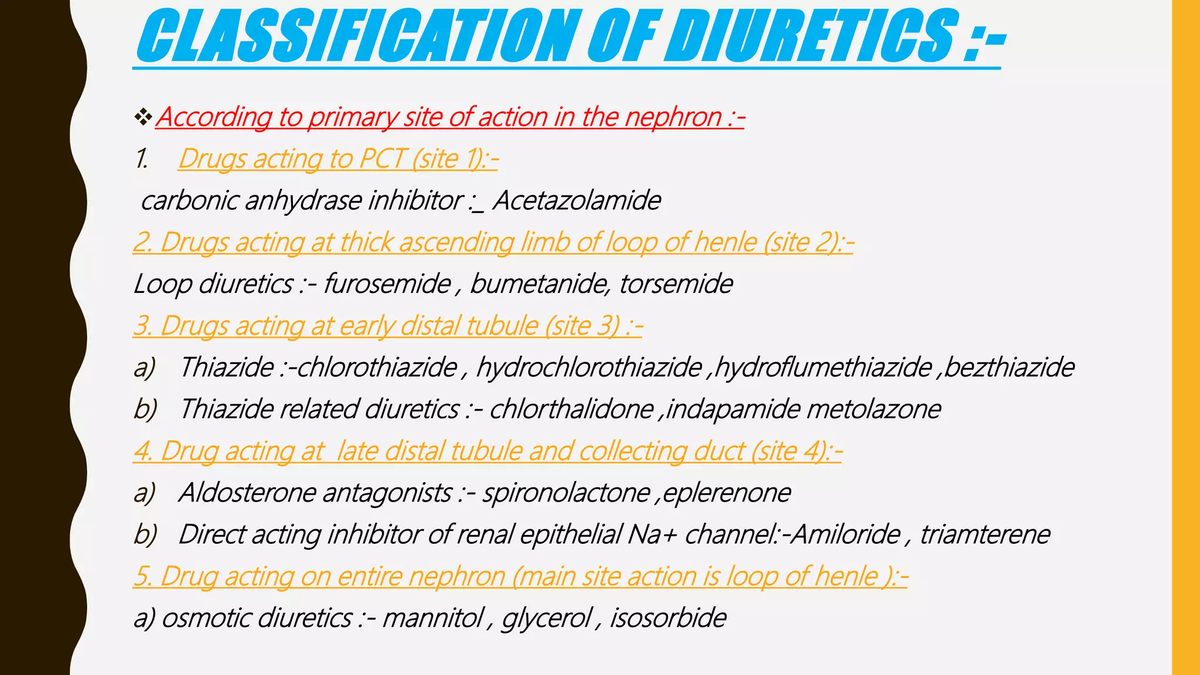 CLASSIFICATION OF DIURETICS :-
❖According to primary site of action in the nephron :-
1. Drugs acting to PCT (site 1):-
carbonic anhydrase inhibitor :_ Acetazolamide
2. Drugs acting at thick ascending limb of loop of henle (site 2):-
Loop diuretics :- furosemide , bumetanide, torsemide
3. Drugs acting at early distal tubule (site 3) :-
a) Thiazide :-chlorothiazide , hydrochlorothiazide ,hydroflumethiazide ,bezthiazide
b) Thiazide related diuretics :- chlorthalidone ,indapamide metolazone
4. Drug acting at  late distal tubule and collecting duct (site 4):-
a) Aldosterone antagonists :- spironolactone ,eplerenone
b) Direct acting inhibitor of renal epithelial Na+ channel:-Amiloride , triamterene
5. Drug acting on entire nephron (main site action is loop of henle ):-
a) osmotic diuretics :- mannitol , glycerol , isosorbide